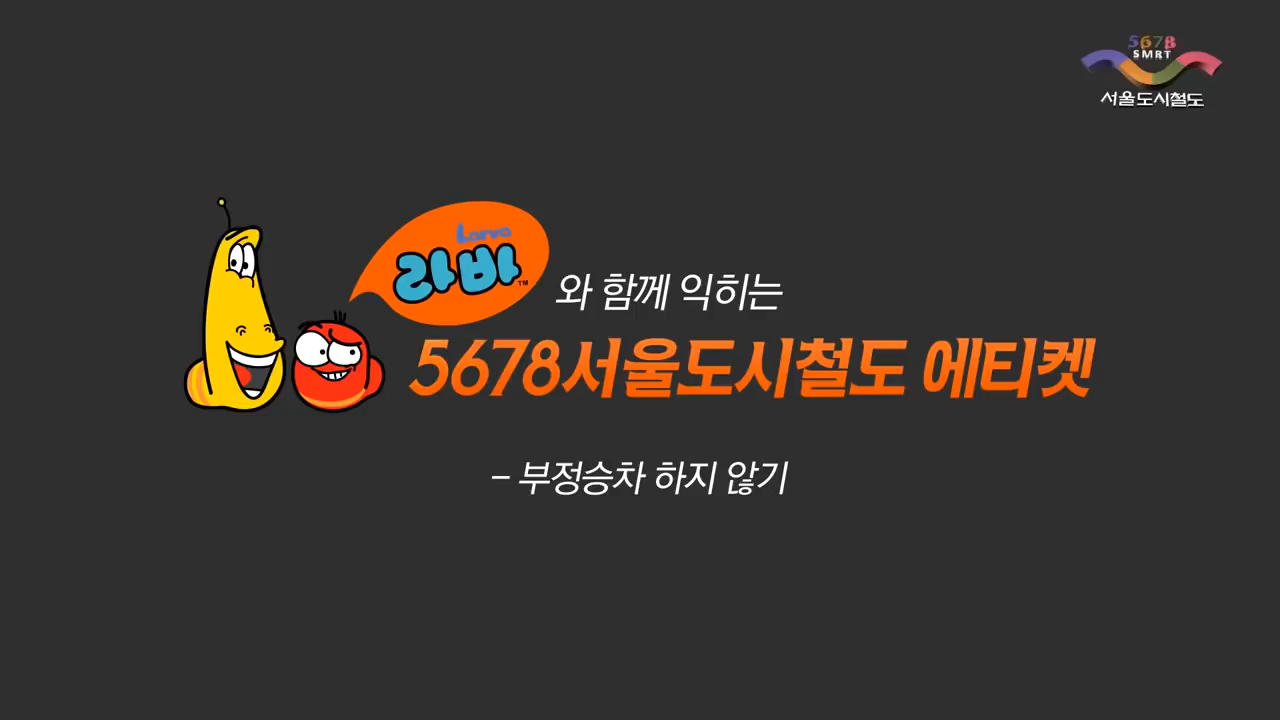 5678
SMRT
서울도시철도
Larva
라바™
와 함께 익히는
5678서울도시철도 에티켓
- 부정승차 하지 않기